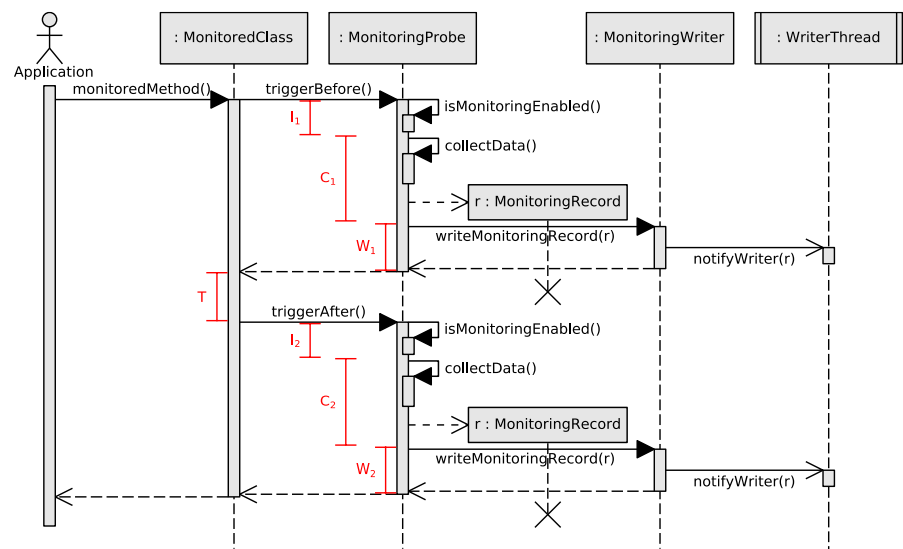 : MonitoredClass
: MonitoringProbe
: MonitoringWriter
: WriterThread
Application
monitoredMethod()
triggerBefore()
isMonitoringEnabled()
I1
collectData()
C1
r : MonitoringRecord
writeMonitoringRecord(r)
W1
notifyWriter(r)
T
triggerAfter()
isMonitoringEnabled()
I2
collectData()
C2
r : MonitoringRecord
writeMonitoringRecord(r)
W2
notifyWriter(r)